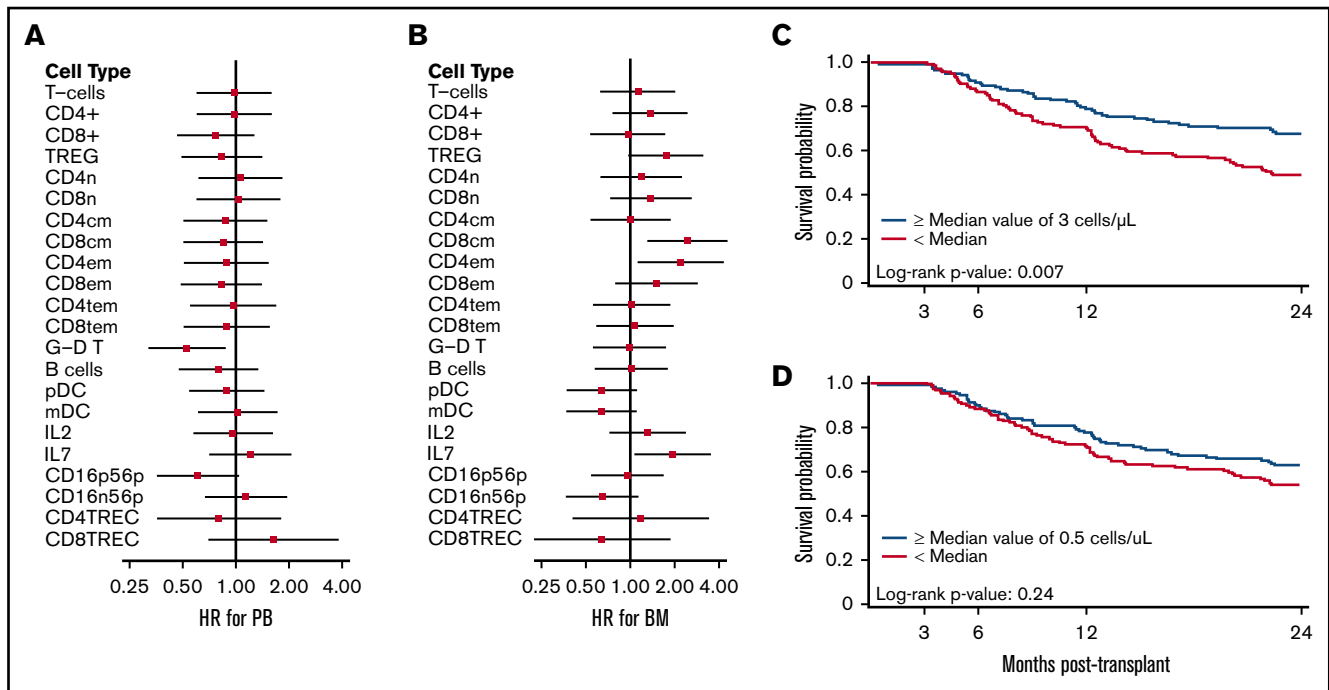 A
Cell Type
T–cells
CD4+
CD8+
TREG
CD4n
CD8n
CD4cm
CD8cm
CD4em
CD8em
CD4tem
CD8tem
G–D T
B cells
pDC
mDC
IL2
IL7
CD16p56p
CD16n56p
CD4TREC
CD8TREC
0.25 0.50 1.00 2.00 4.00
HR for PB
B
Cell Type
T–cells
CD4+
CD8+
TREG
CD4n
CD8n
CD4cm
CD8cm
CD4em
CD8em
CD4tem
CD8tem
G–D T
B cells
pDC
mDC
IL2
IL7
CD16p56p
CD16n56p
CD4TREC
CD8TREC
0.25 0.50 1.00 2.00 4.00
HR for BM
C
Survival probability
1.0
0.8
0.6
0.4
0.2
0
≥ Median value of 3 cells/μL
< Median
Log-rank p-value: 0.007
3 6 12 24
D
Survival probability
1.0
0.8
0.6
0.4
0.2
0
≥ Median value of 0.5 cells/uL
< Median
Log-rank p-value: 0.24
3 6 12 24
Months post-transplant